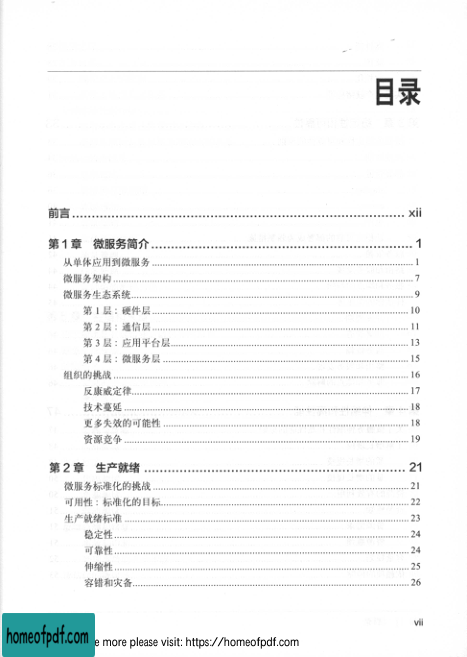 目录
前言 xii
第1章 微服务简介 1
从单体应用到微服务 1
微服务架构 7
微服务生态系统 9
第1层：硬件层 10
第2层：通信层 11
第3层：应用平台层 13
第4层：微服务层 15
组织的挑战 16
反康威定律 17
技术蔓延 18
更多失效的可能性 18
资源竞争 19
第2章 生产就绪 21
微服务标准化的挑战 21
可用性：标准化的目标 22
生产就绪标准 23
稳定性 24
可靠性 24
伸缩性 25
容错和灾备 26
vii
homeofpdf.com
e more please visit: https://homeofpdf.com